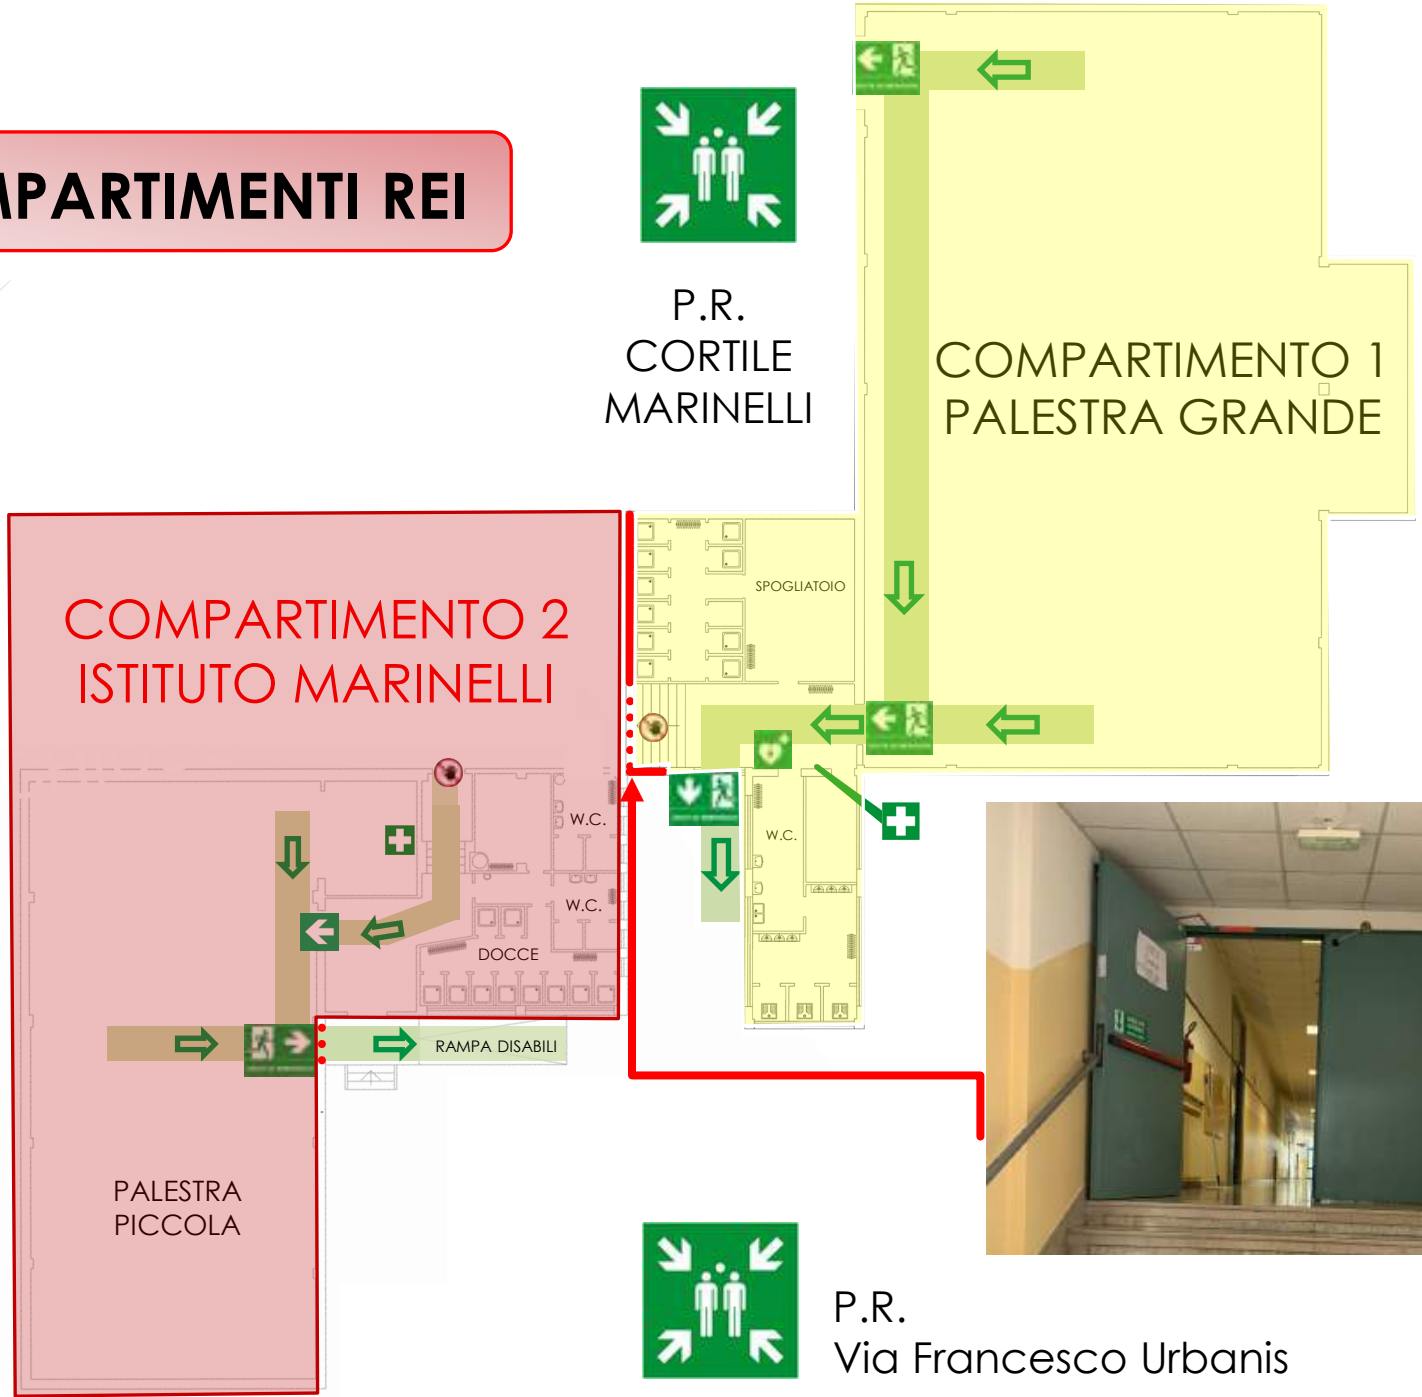 MPARTIMENTI REI
P.R.
CORTILE
MARINELLI
COMPARTIMENTO 1
PALESTRA GRANDE
SPOGLIATOIO
COMPARTIMENTO 2
ISTITUTO MARINELLI
W.C.
W.C.
W.C.
DOCCE
RAMPA DISABILI
PALESTRA
PICCOLA
P.R.
Via Francesco Urbanis